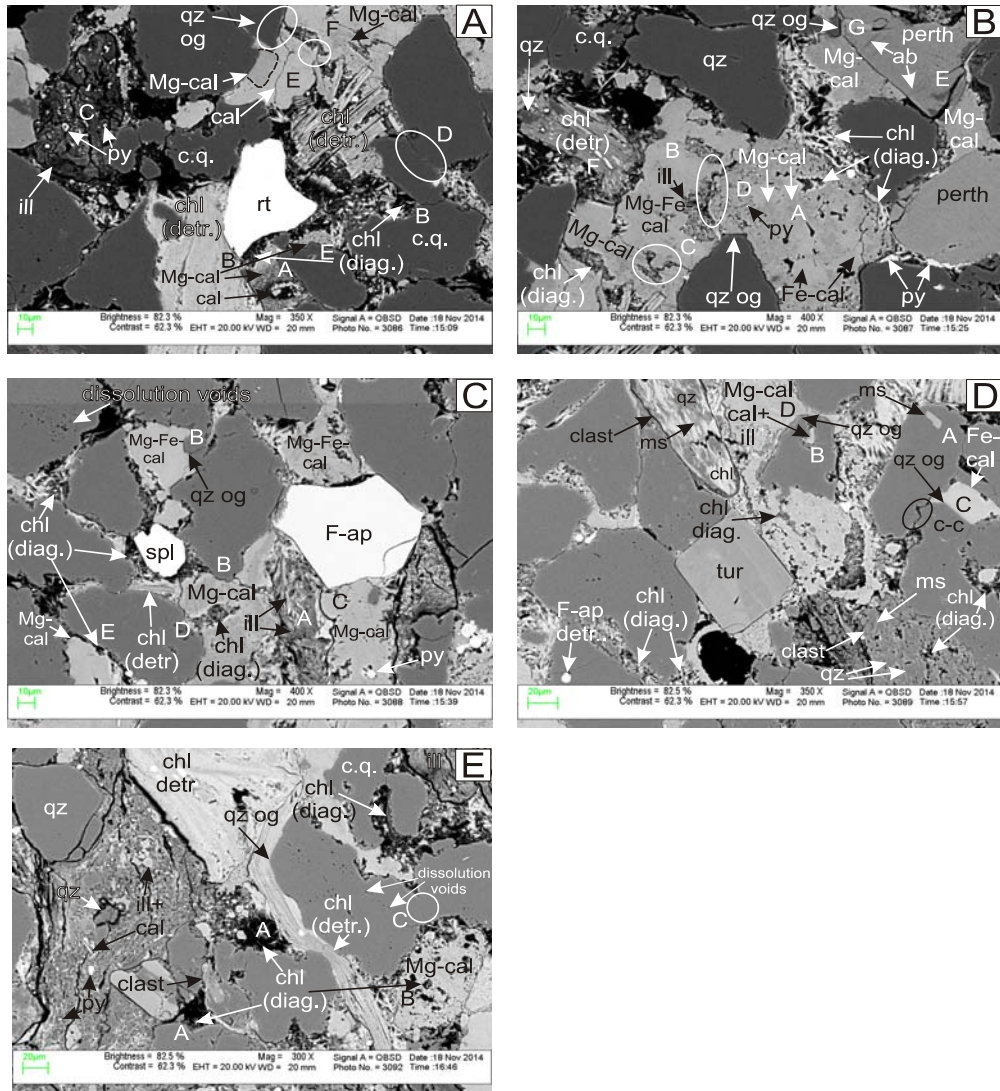 A
qz
og
Mg-cal
F
Mg-cal
E
cal
C
chl
(detr.)
D
py
c.q.
ill
chl
(detr.)
rt
B
c.q.
chl
(diag.)
B
E
A
Mg-cal
cal
10µm
Brightness = 82.3 %
Contrast = 62.3 %
EHT = 20.00 kV
Mag = 350 X
WD = 20 mm
Signal A = QBSD
Photo No. = 3086
Date :18 Nov 2014
Time :15:09
B
qz og
G
perth
c.q.
qz
qz
Mg-
cal
ab
E
Mg-
cal
chl
(detr)
F
B
ill
Mg-Fe-
cal
D
Mg-cal
A
chl
(diag.)
perth
py
Mg-cal
C
chl
(diag.)
qz og
Fe-cal
py
10µm
Brightness = 82.3 %
Contrast = 62.3 %
EHT = 20.00 kV
Mag = 400 X
WD = 20 mm
Signal A = QBSD
Photo No. = 3087
Date :18 Nov 2014
Time :15:25
C
dissolution voids
Mg-Fe-
cal
B
Mg-Fe-
cal
qz og
chl
(diag.)
spl
F-ap
B
Mg-cal
C
Mg-
cal
E
D
chl
(detr)
chl
(diag.)
ill
A
Mg-cal
py
10µm
Brightness = 82.3 %
Contrast = 62.3 %
EHT = 20.00 kV
Mag = 400 X
WD = 20 mm
Signal A = QBSD
Photo No. = 3088
Date :18 Nov 2014
Time :15:39
D
qz
Mg-cal
cal+
ill
D
ms
clast
ms
qz og
B
A
Fe-
cal
qz og
chl
C
c-c
chl
diag.
tur
ms
F-ap
detr.
chl
(diag.)
clast
chl
(diag.)
qz
20µm
Brightness = 82.5 %
Contrast = 62.3 %
EHT = 20.00 kV
Mag = 350 X
WD = 20 mm
Signal A = QBSD
Photo No. = 3089
Date :18 Nov 2014
Time :15:57
E
chl
detr
c.q.
ill
qz
chl
(diag.)
qz og
dissolution
voids
qz
ill+
cal
C
chl
(detr.)
A
clast
chl
(diag.)
Mg-cal
B
py
A
20µm
Brightness = 82.5 %
Contrast = 62.3 %
EHT = 20.00 kV
Mag = 300 X
WD = 20 mm
Signal A = QBSD
Photo No. = 3092
Date :18 Nov 2014
Time :16:46